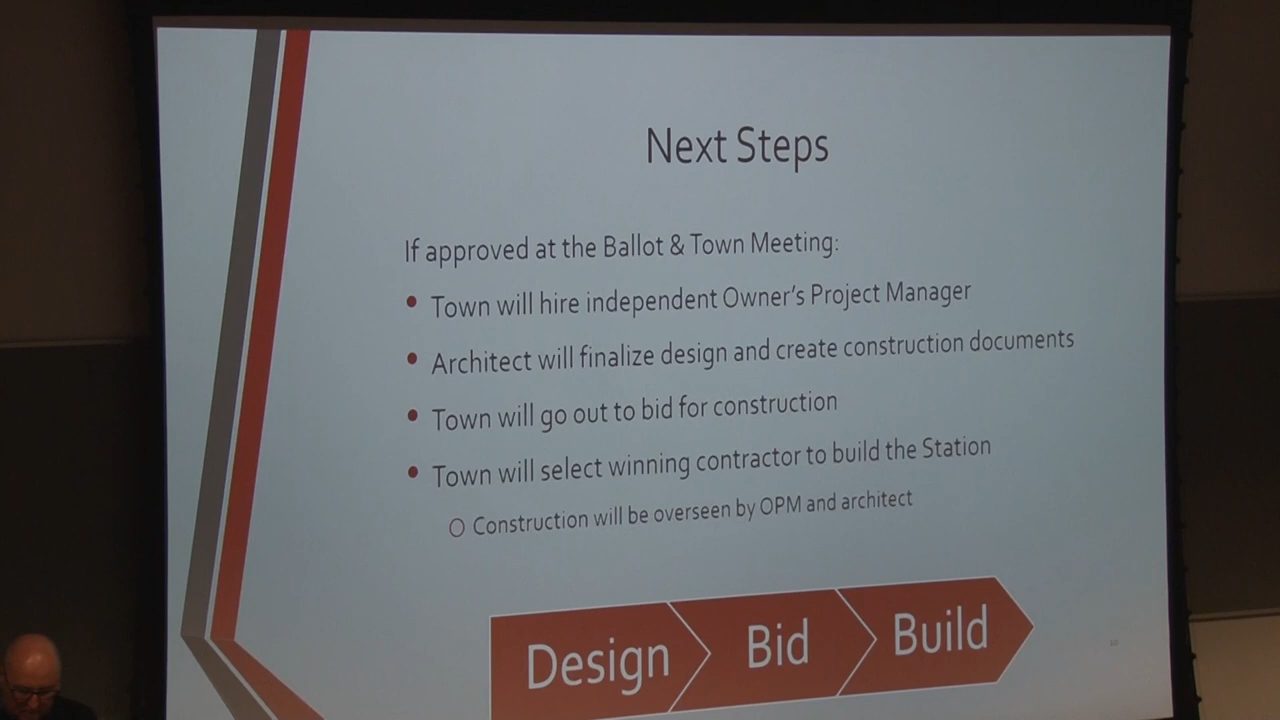 Next Steps
If approved at the Ballot & Town Meeting:
• Town will hire independent Owner's Project Manager
• Architect will finalize design and create construction documents
• Town will go out to bid for construction
• Town will select winning contractor to build the Station
○ Construction will be overseen by OPM and architect
Design Bid Build